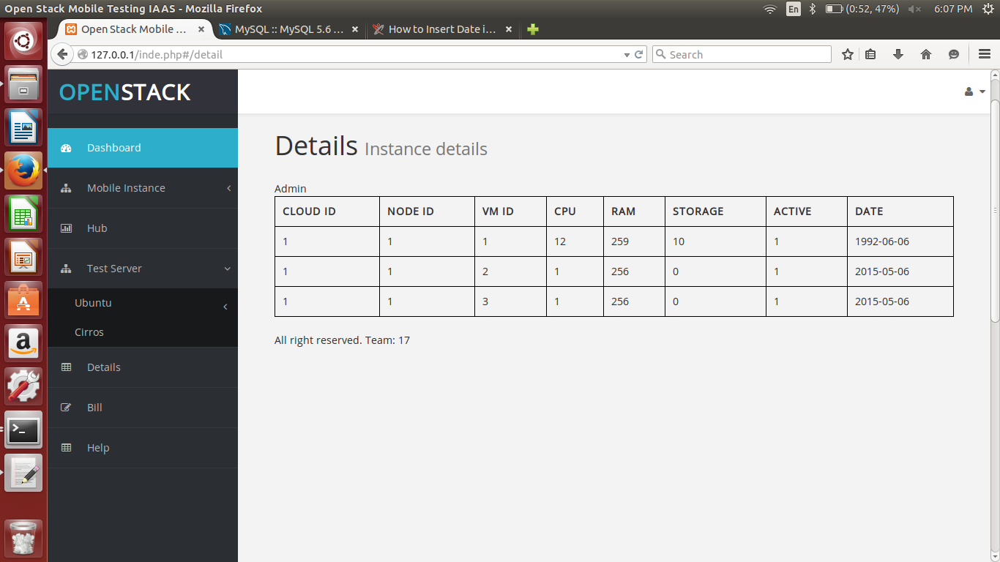 Open Stack Mobile Testing IAAS - Mozilla Firefox
En (0:52, 47%) 6:07 PM
Open Stack Mobile ... MySQL :: MySQL 5.6 ... How to Insert Date i...
127.0.0.1/inde.php#/detail Search
OPENSTACK
Dashboard
Mobile Instance
Hub
Test Server
Ubuntu
Cirros
Details
Bill
Help
Details Instance details
Admin
CLOUD ID NODE ID VM ID CPU RAM STORAGE ACTIVE DATE
1 1 1 12 259 10 1 1992-06-06
1 1 2 1 256 0 1 2015-05-06
1 1 3 1 256 0 1 2015-05-06
All right reserved. Team: 17